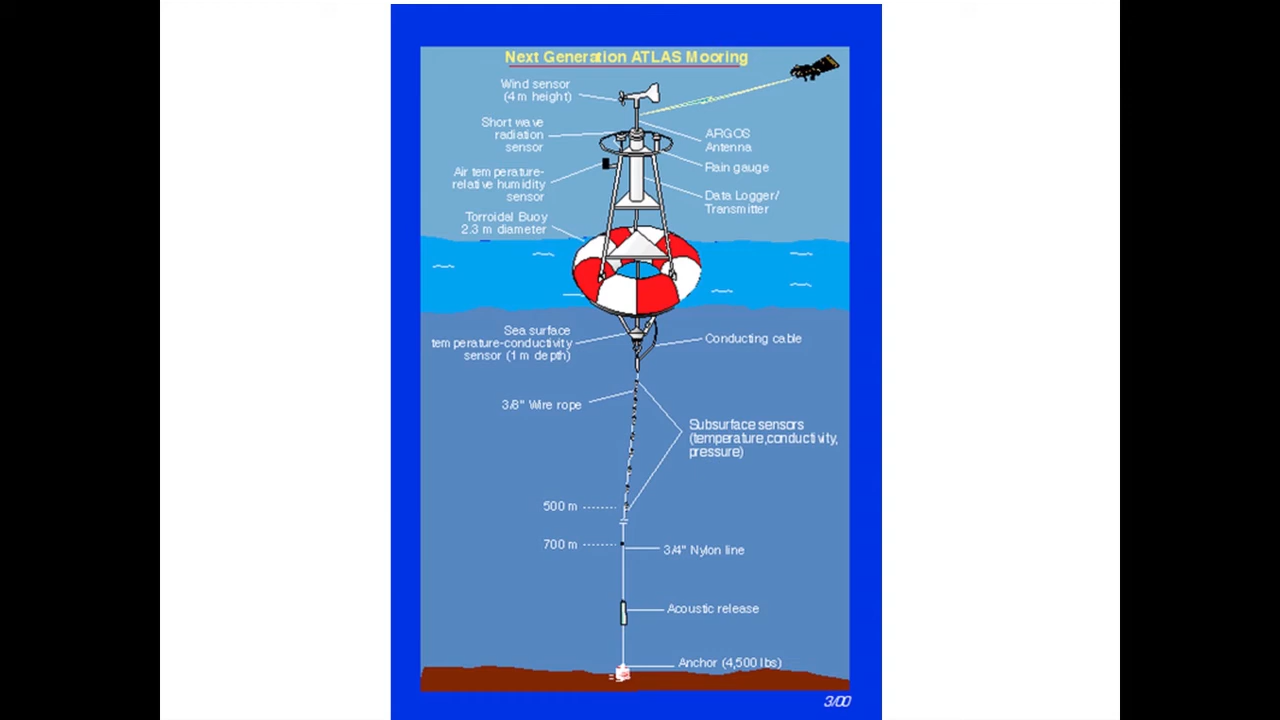 Next Generation ATLAS Mooring
Wind sensor
(4 m height)
Short wave
radiation
sensor
ARGOS
Antenna
Rain gauge
Air temperature-
relative humidity
sensor
Data Logger/
Transmitter
Torroidal Buoy
2.3 m diameter
Sea surface
temperature-conductivity
sensor (1 m depth)
Conducting cable
3/8" Wire rope
Subsurface sensors
(temperature,conductivity,
pressure)
500 m
700 m
3/4" Nylon line
Acoustic release
Anchor (4,500 lbs)
3/00